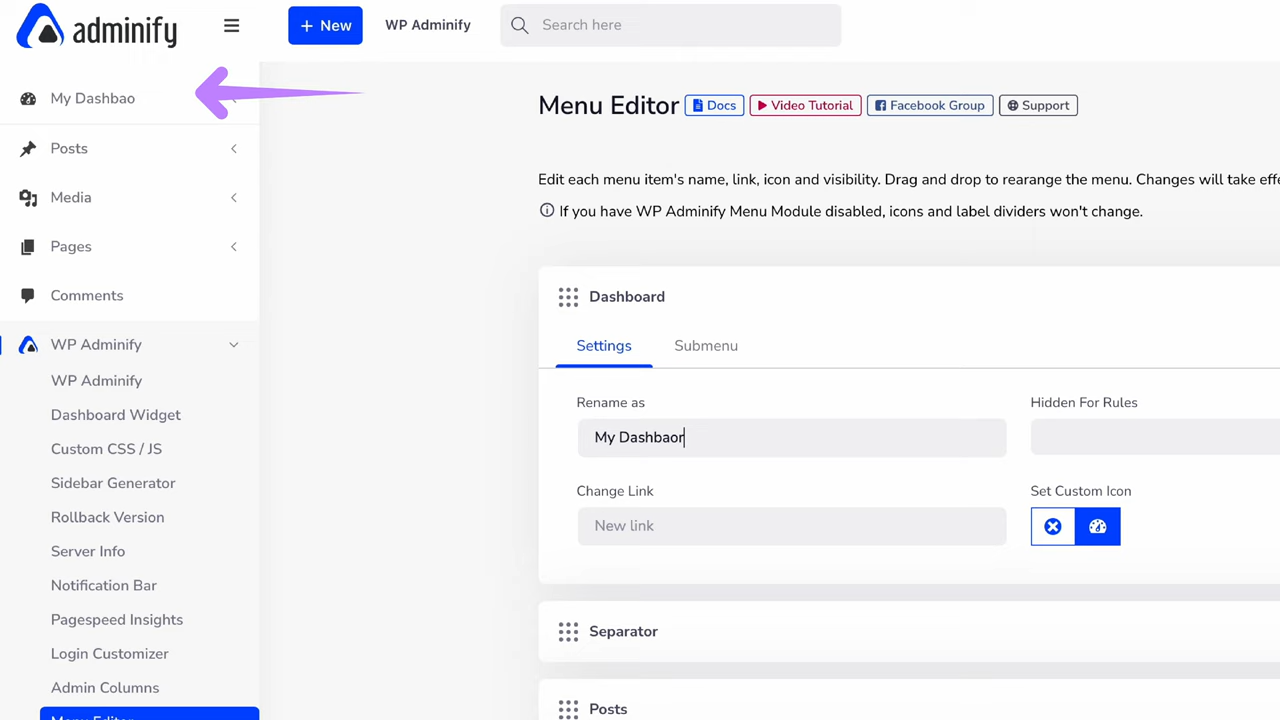 adminify
+ New
WP Adminify
Search here
My Dashbao
Posts
Media
Pages
Comments
WP Adminify
WP Adminify
Dashboard Widget
Custom CSS / JS
Sidebar Generator
Rollback Version
Server Info
Notification Bar
Pagespeed Insights
Login Customizer
Admin Columns
Menu Editor
Menu Editor
Docs
Video Tutorial
Facebook Group
Support
Edit each menu item's name, link, icon and visibility. Drag and drop to rearrange the menu. Changes will take effe
If you have WP Adminify Menu Module disabled, icons and label dividers won't change.
Dashboard
Settings
Submenu
Rename as
Hidden For Rules
My Dashbaor
Change Link
Set Custom Icon
New link
Separator
Posts